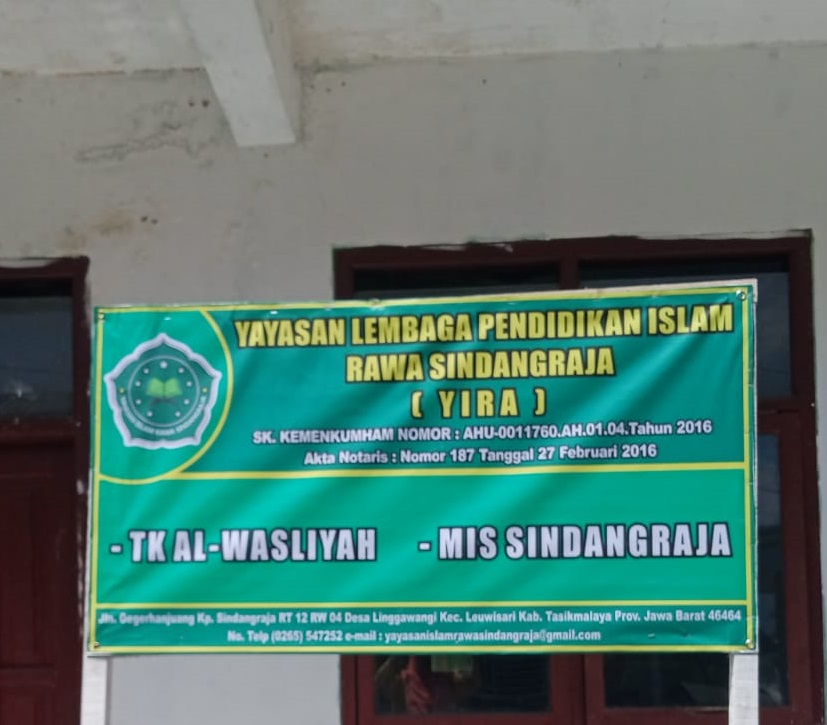 YAYASAN LEMBAGA PENDIDIKAN ISLAM
RAWA SINDANGRAJA
( YIRA )
SK. KEMENKUMHAM NOMOR : AHU-0011760.AH.01.04.Tahun 2016
Akta Notaris : Nomor 187 Tanggal 27 Februari 2016
- TK AL-WASLIYAH - MIS SINDANGRAJA
Jln. Gegerhanjuang Kp. Sindangraja RT 12 RW 04 Desa Linggawangi Kec. Leuwisari Kab. Tasikmalaya Prov. Jawa Barat 46464
No. Telp (0265) 547252 e-mail : yayasanislamrawasindangraja@gmail.com